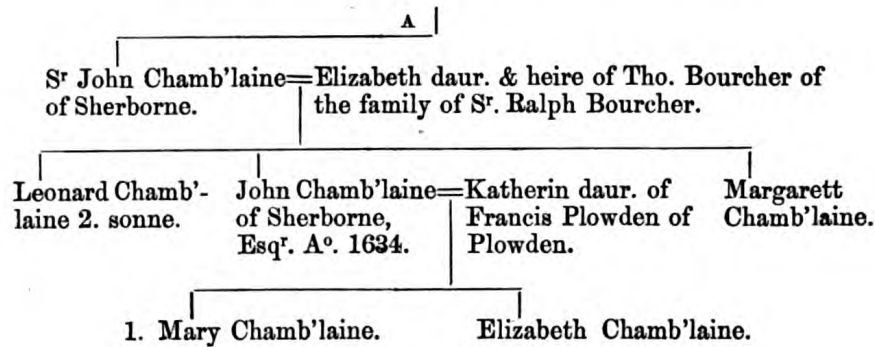 A
Sʳ John Chamb'laine=Elizabeth daur. & heire of Tho. Bourcher of
of Sherborne. the family of Sʳ. Ralph Bourcher.
Leonard Chamb'- John Chamb'laine=Katherin daur. of Margarett
laine 2. sonne. of Sherborne, Francis Plowden of Chamb'laine.
Esqʳ. Aº. 1634. Plowden.
1. Mary Chamb'laine. Elizabeth Chamb'laine.